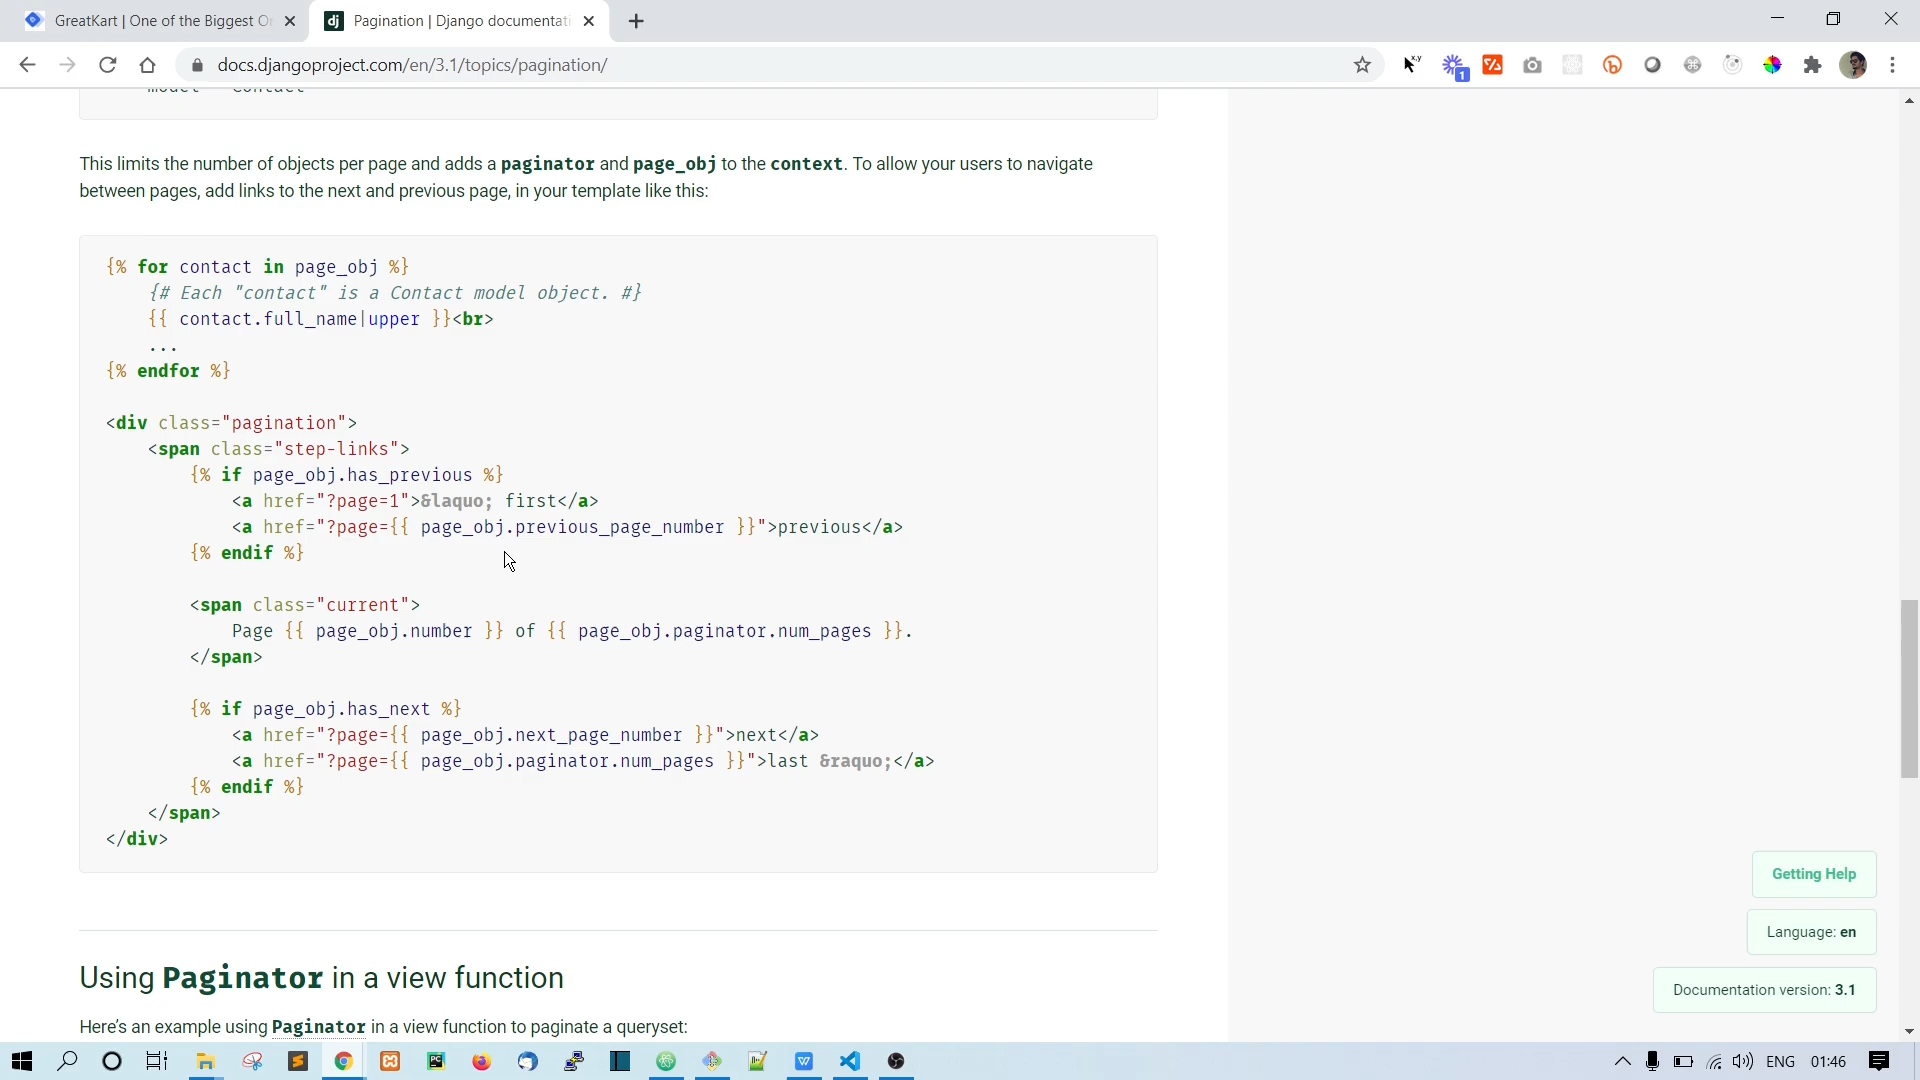 GreatKart | One of the Biggest O
Pagination | Django documentati
docs.djangoproject.com/en/3.1/topics/pagination/
This limits the number of objects per page and adds a paginator and page_obj to the context. To allow your users to navigate
between pages, add links to the next and previous page, in your template like this:
{% for contact in page_obj %}
{# Each "contact" is a Contact model object. #}
{{ contact.full_name|upper }}<br>
...
{% endfor %}
<div class="pagination">
<span class="step-links">
{% if page_obj.has_previous %}
<a href="?page=1">&laquo; first</a>
<a href="?page={{ page_obj.previous_page_number }}">previous</a>
{% endif %}
<span class="current">
Page {{ page_obj.number }} of {{ page_obj.paginator.num_pages }}.
</span>
{% if page_obj.has_next %}
<a href="?page={{ page_obj.next_page_number }}">next</a>
<a href="?page={{ page_obj.paginator.num_pages }}">last &raquo;</a>
{% endif %}
</span>
</div>
Using Paginator in a view function
Here's an example using Paginator in a view function to paginate a queryset:
Getting Help
Language: en
Documentation version: 3.1
ENG 01:46